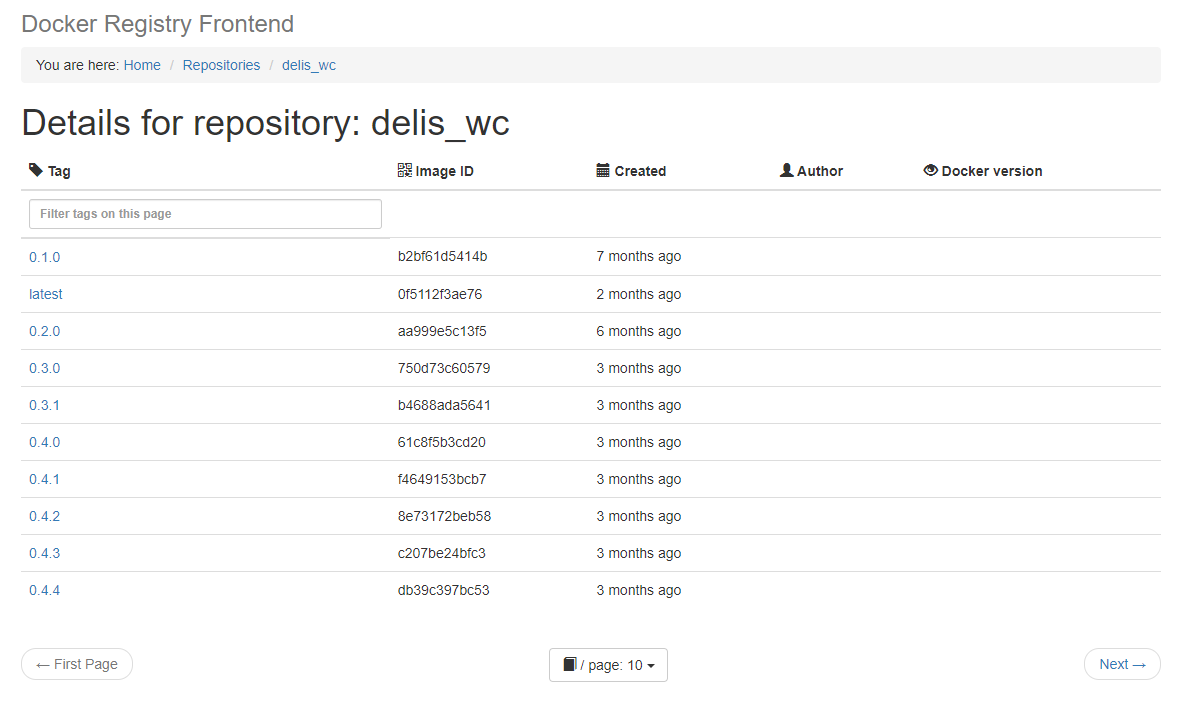 Docker Registry Frontend
You are here: Home / Repositories / delis_wc
Details for repository: delis_wc
Tag Image ID Created Author Docker version
Filter tags on this page
0.1.0 b2bf61d5414b 7 months ago
latest 0f5112f3ae76 2 months ago
0.2.0 aa999e5c13f5 6 months ago
0.3.0 750d73c60579 3 months ago
0.3.1 b4688ada5641 3 months ago
0.4.0 61c8f5b3cd20 3 months ago
0.4.1 f4649153bcb7 3 months ago
0.4.2 8e73172beb58 3 months ago
0.4.3 c207be24bfc3 3 months ago
0.4.4 db39c397bc53 3 months ago
← First Page / page: 10 Next →